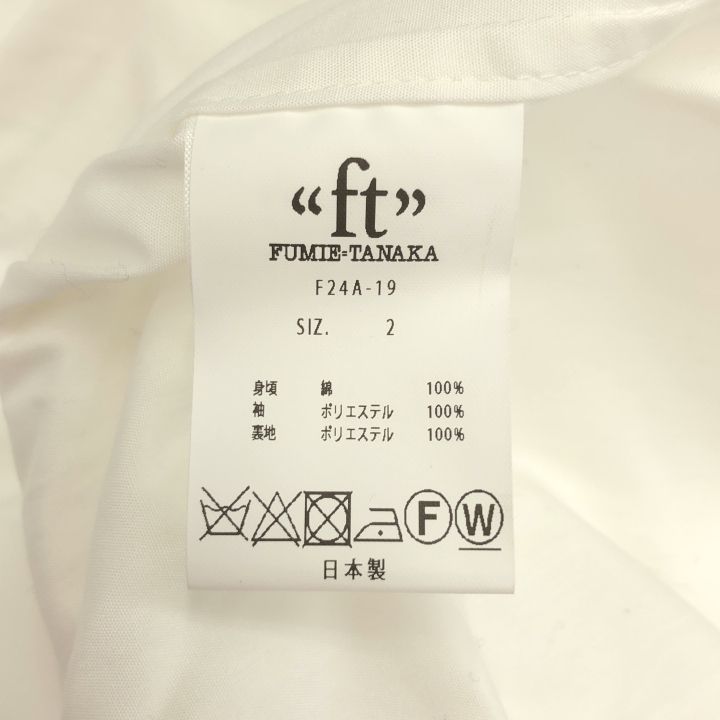 “ft”
FUMIE=TANAKA
F24A-19
SIZ. 2
身頃 綿 100%
袖 ポリエステル 100%
裏地 ポリエステル 100%
F W
日本製